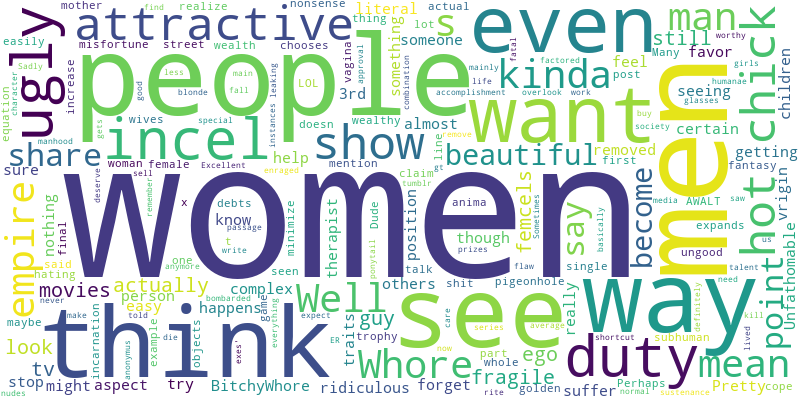 mother find realize nonsense literal actual
attractive s lot thing
man
easily
misfortune street wealth chooses someone something
even
still Many favor worthy
ugly
people
vagina approval
fatal mainly factored girls
increase less main LOL
kinda
feel post overlook work humanae
chick
children
equation character Sadly
good blonde fall 3rd
combination accomplishment life
want
seeing glasses
manhood gets wives special doesn wealthy almost
buy
incel
instances leaking
line
beautiful
removed society certain
share
show
hot
sure woman female Excellent help mention claim first getting
deserve sell remember
x
anima
tumblr gt remove
become
fantasy
vrigin
women
men
enraged
position
femcels
Sometimes
say
media saw AWALT
empire
nothing
final
debts know passage write t
minimize
therapist
Dude
though
basically
expands us
point
Unfathomable
hating said one anymore
prizes
single
ungood
movies actually complex seen
others talk shit pigeonhole
flaw
talent need
way
maybe never
person bombarded
happens
Well
ponytail
see
really
definitely kill
look
easy
game
everything
expect
guy
care series average
shortcut
lived
think
make told
incarnation
example
anonymous die
objects
exes'
ER
traits
trophy
whore
now part ego
duty
subhuman
mean
tv
stop might aspect try BitchyWhore ridiculous forget
whole
fragile
golden rite
suffer
Perhaps normal
Pretty
sustenance
cope
nudes